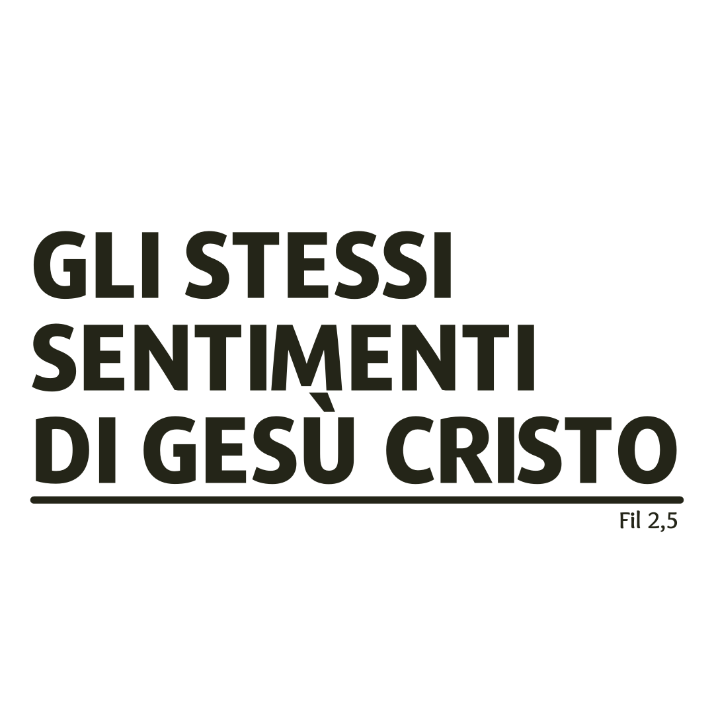 GLI STESSI
SENTIMENTI
DI GESÙ CRISTO
Fil 2,5